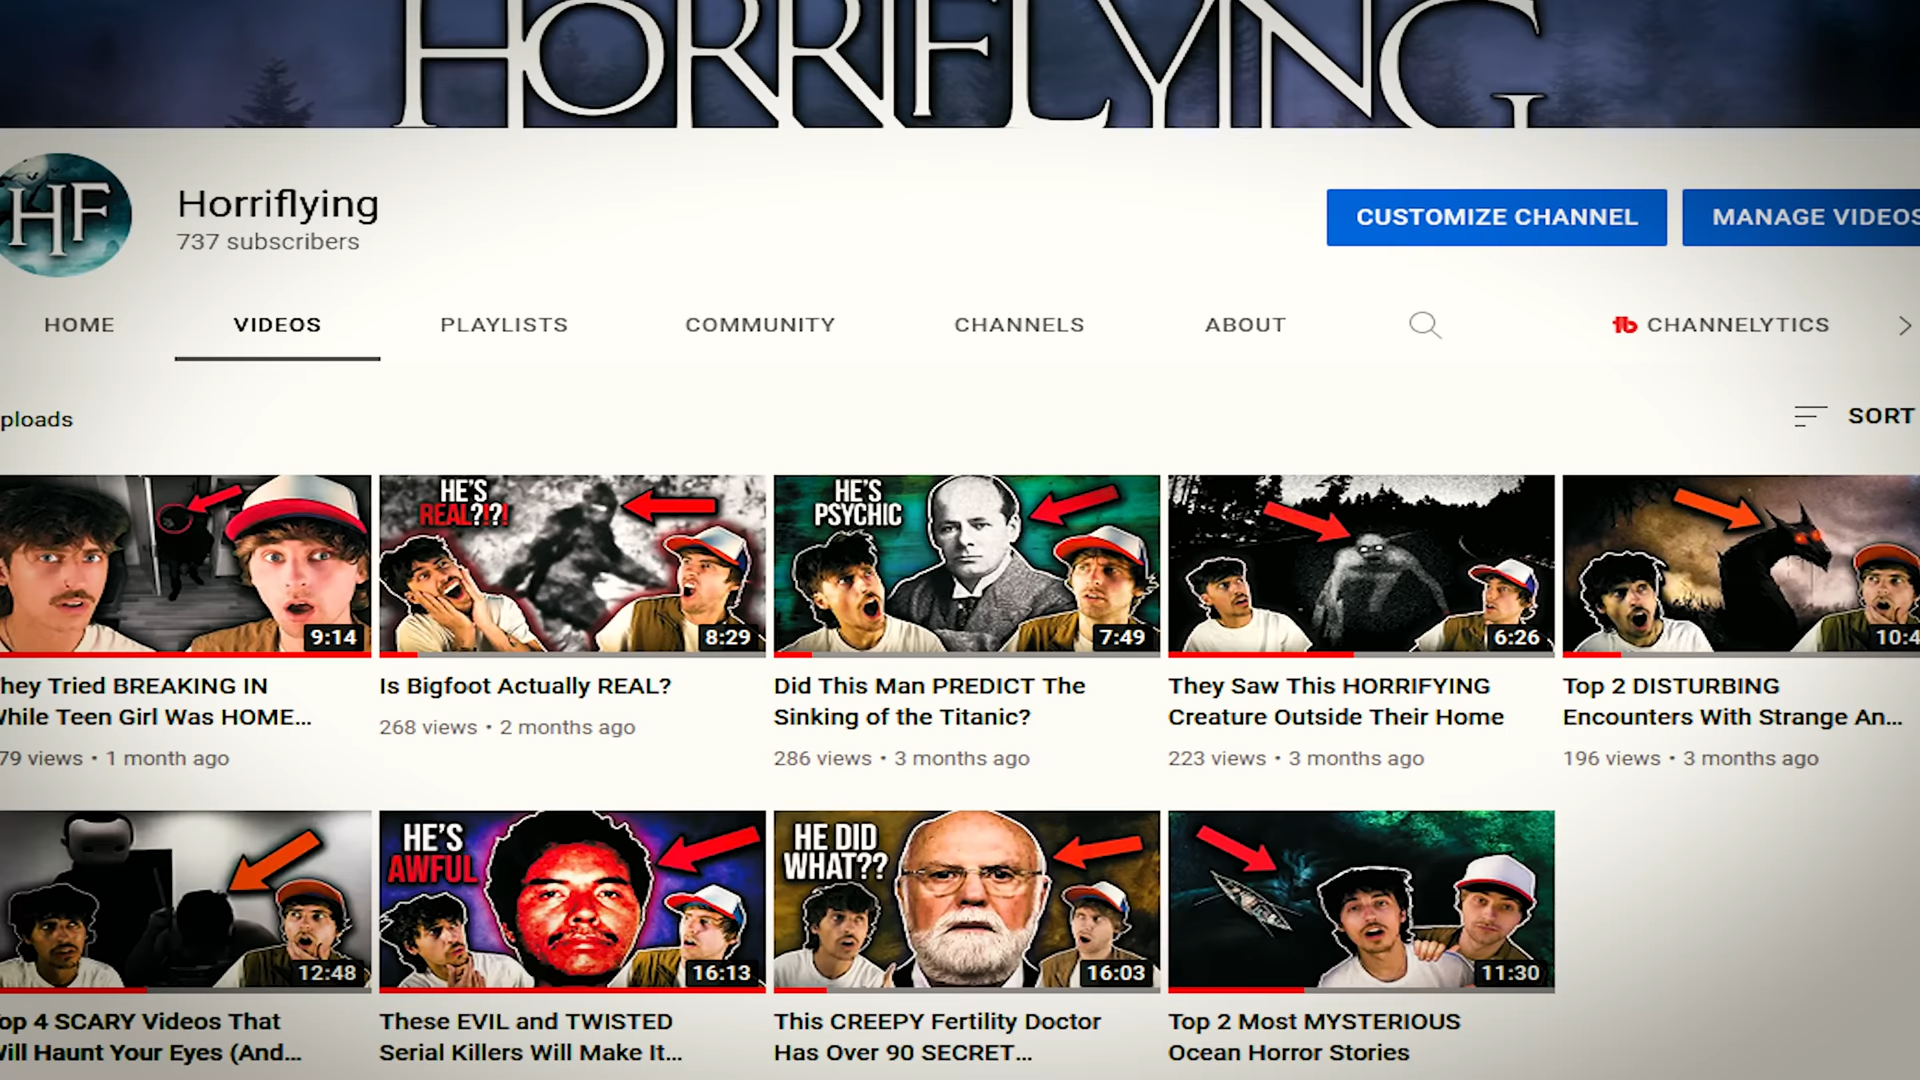 HORRIFLYING
HF
Horriflying
737 subscribers
CUSTOMIZE CHANNEL
MANAGE VIDEOS
HOME
VIDEOS
PLAYLISTS
COMMUNITY
CHANNELS
ABOUT
CHANNELYTICS
ploads
SORT
9:14
HE'S
REAL??!
8:29
HE'S
PSYCHIC
7:49
6:26
10:4
hey Tried BREAKING IN
While Teen Girl Was HOME...
79 views • 1 month ago
Is Bigfoot Actually REAL?
268 views • 2 months ago
Did This Man PREDICT The
Sinking of the Titanic?
286 views • 3 months ago
They Saw This HORRIFYING
Creature Outside Their Home
223 views • 3 months ago
Top 2 DISTURBING
Encounters With Strange An...
196 views • 3 months ago
12:48
HE'S
AWFUL
16:13
HE DID
WHAT??
16:03
11:30
op 4 SCARY Videos That
Will Haunt Your Eyes (And...
These EVIL and TWISTED
Serial Killers Will Make It...
This CREEPY Fertility Doctor
Has Over 90 SECRET...
Top 2 Most MYSTERIOUS
Ocean Horror Stories